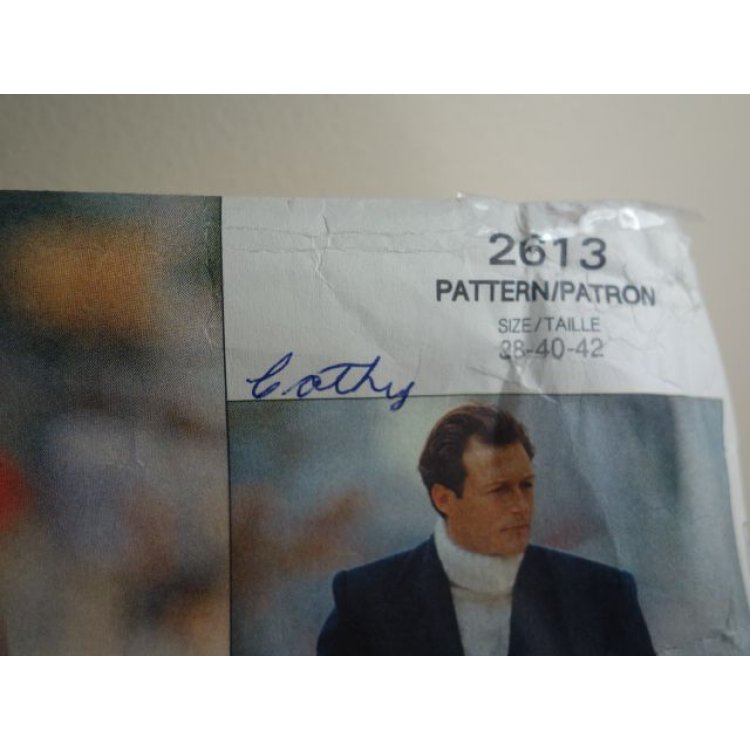 2613
PATTERN/PATRON
SIZE/TAILLE
38-40-42
Cathy